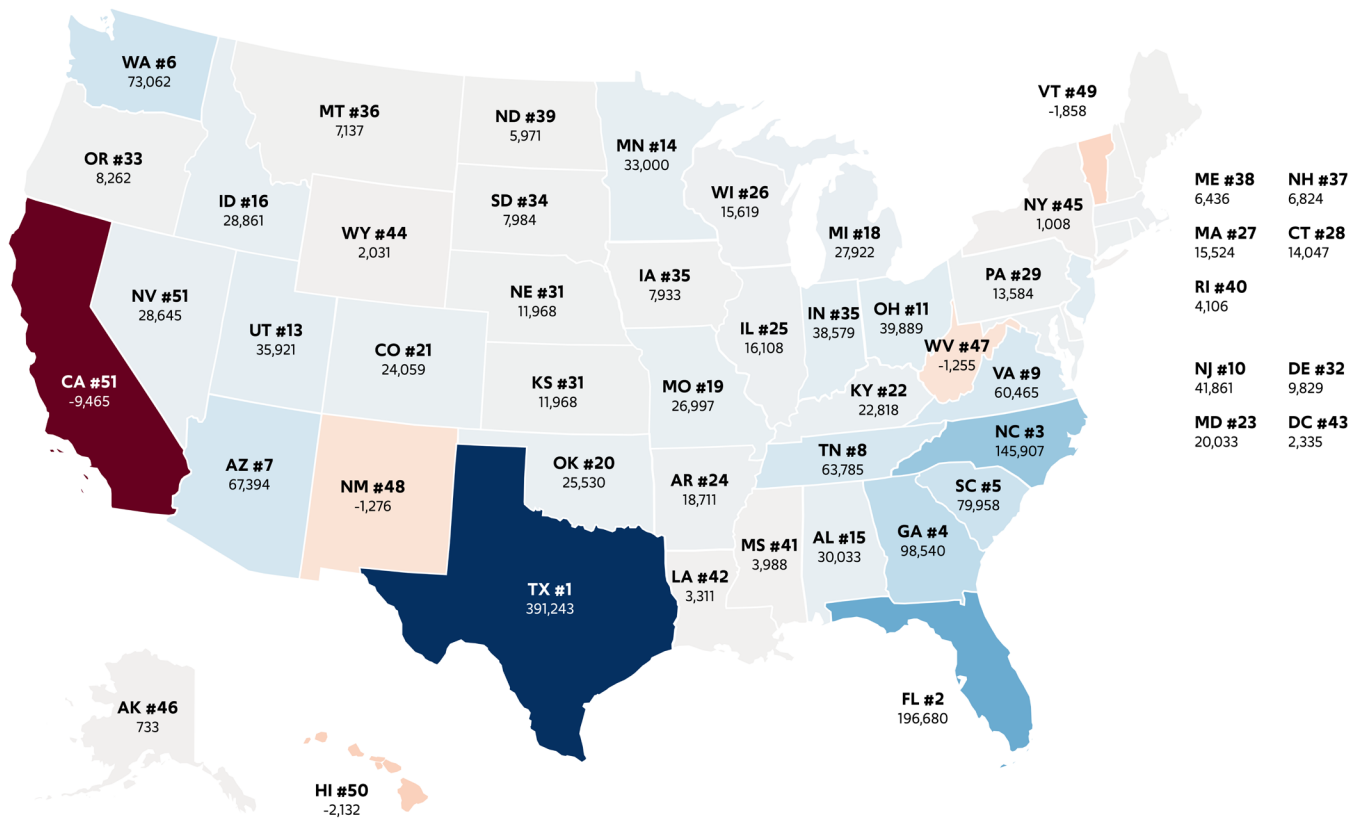 WA #6
73,062
OR #33
8,262
CA #51
-9,465
NV #51
28,645
ID #16
28,861
MT #36
7,137
WY #44
2,031
UT #13
35,921
CO #21
24,059
AZ #7
67,394
NM #48
-1,276
ND #39
5,971
SD #34
7,984
NE #31
11,968
KS #31
11,968
OK #20
25,530
TX #1
391,243
MN #14
33,000
IA #35
7,933
MO #19
26,997
AR #24
18,711
LA #42
3,311
WI #26
15,619
IL #25
16,108
MI #18
27,922
IN #35
38,579
OH #11
39,889
KY #22
22,818
TN #8
63,785
MS #41
3,988
AL #15
30,033
GA #4
98,540
FL #2
196,680
SC #5
79,958
NC #3
145,907
VA #9
60,465
WV #47
-1,255
PA #29
13,584
NY #45
1,008
VT #49
-1,858
ME #38
6,436
NH #37
6,824
MA #27
15,524
CT #28
14,047
RI #40
4,106
NJ #10
41,861
DE #32
9,829
MD #23
20,033
DC #43
2,335
AK #46
733
HI #50
-2,132